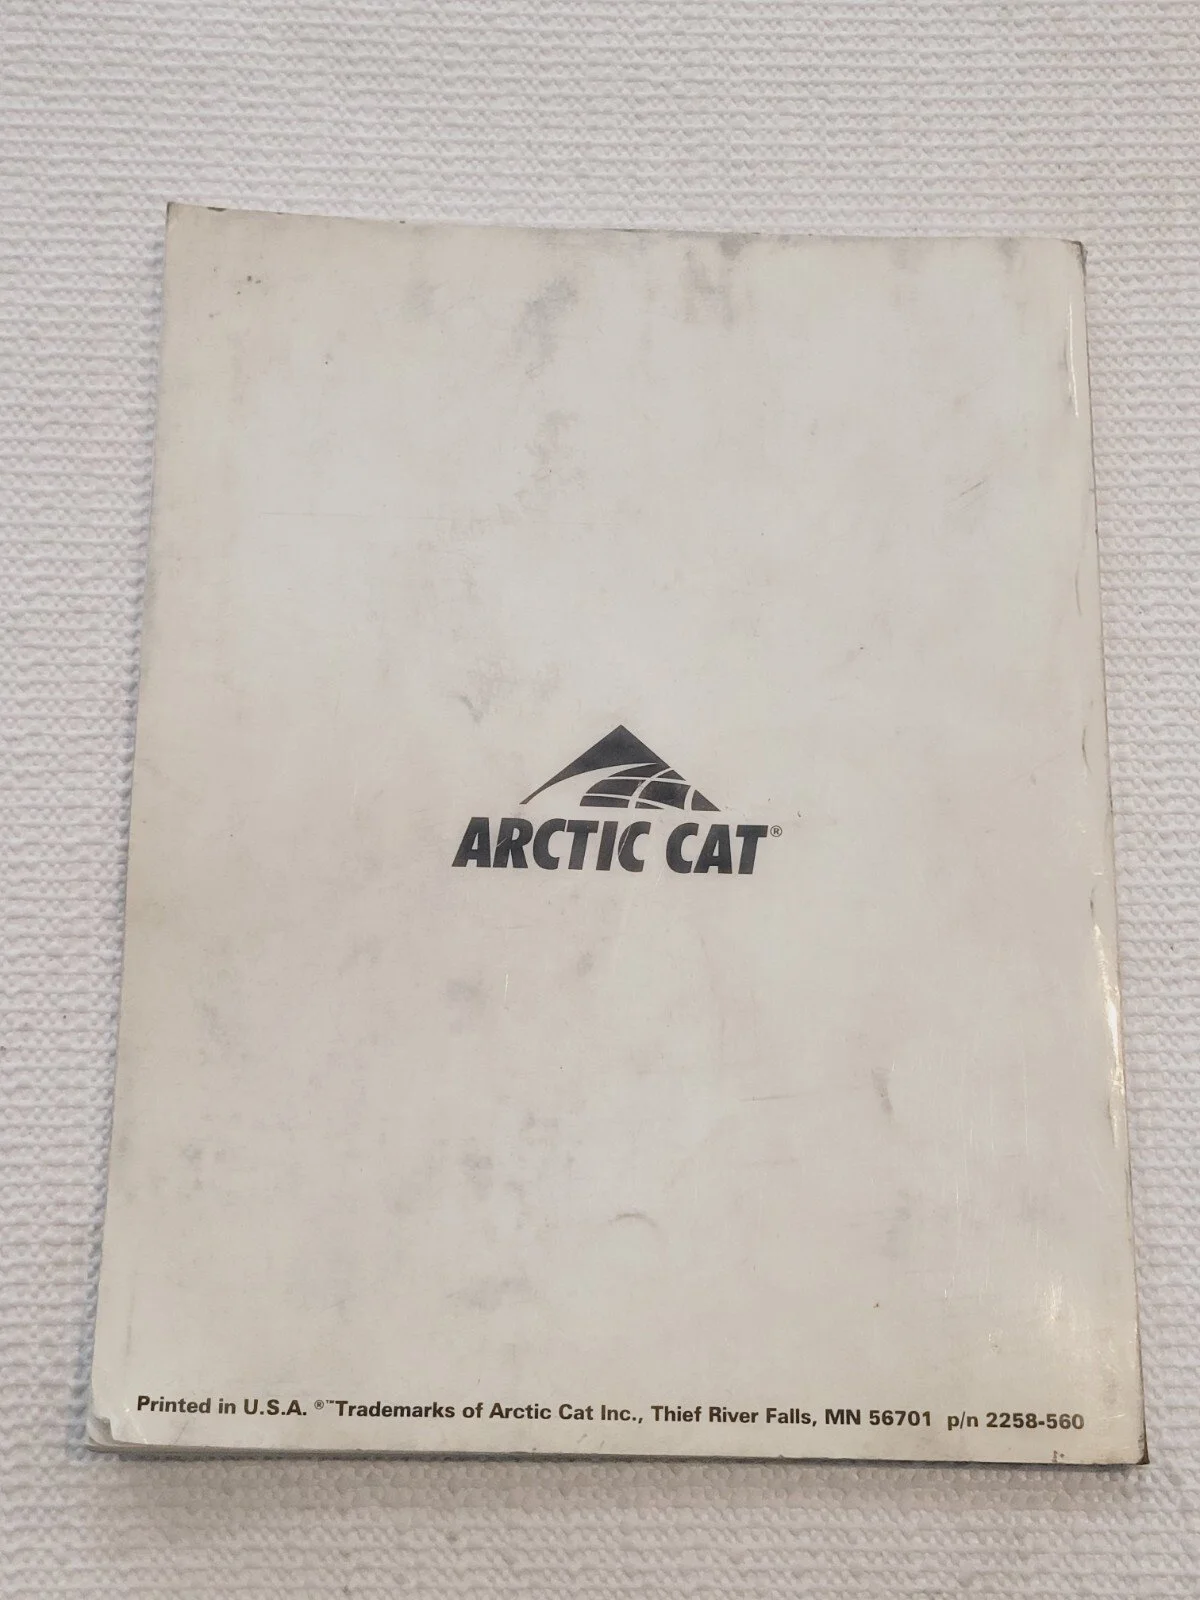 ARCTIC CAT®
Printed in U.S.A. ®™Trademarks of Arctic Cat Inc., Thief River Falls, MN 56701 p/n 2258-560